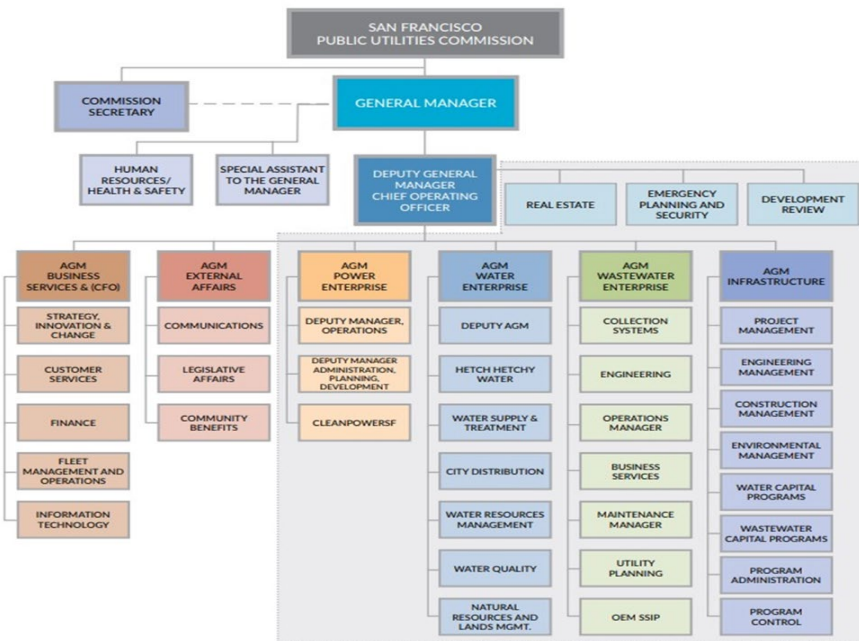 SAN FRANCISCO
PUBLIC UTILITIES COMMISSION
COMMISSION
SECRETARY
GENERAL MANAGER
HUMAN
RESOURCES/
HEALTH & SAFETY
SPECIAL ASSISTANT
TO THE GENERAL
MANAGER
DEPUTY GENERAL
MANAGER
CHIEF OPERATING
OFFICER
REAL ESTATE
EMERGENCY
PLANNING AND
SECURITY
DEVELOPMENT
REVIEW
AGM
BUSINESS
SERVICES & (CFO)
STRATEGY,
INNOVATION &
CHANGE
CUSTOMER
SERVICES
FINANCE
FLEET
MANAGEMENT AND
OPERATIONS
INFORMATION
TECHNOLOGY
AGM
EXTERNAL
AFFAIRS
COMMUNICATIONS
LEGISLATIVE
AFFAIRS
COMMUNITY
BENEFITS
AGM
POWER
ENTERPRISE
DEPUTY MANAGER,
OPERATIONS
DEPUTY MANAGER
ADMINISTRATION,
PLANNING,
DEVELOPMENT
CLEANPOWERSF
AGM
WATER
ENTERPRISE
DEPUTY AGM
HETCH HETCHY
WATER
WATER SUPPLY &
TREATMENT
CITY DISTRIBUTION
WATER RESOURCES
MANAGEMENT
WATER QUALITY
NATURAL
RESOURCES AND
LANDS MGMT.
AGM
WASTEWATER
ENTERPRISE
COLLECTION
SYSTEMS
ENGINEERING
OPERATIONS
MANAGER
BUSINESS
SERVICES
MAINTENANCE
MANAGER
UTILITY
PLANNING
OEM SSIP
AGM
INFRASTRUCTURE
PROJECT
MANAGEMENT
ENGINEERING
MANAGEMENT
CONSTRUCTION
MANAGEMENT
ENVIRONMENTAL
MANAGEMENT
WATER CAPITAL
PROGRAMS
WASTEWATER
CAPITAL PROGRAMS
PROGRAM
ADMINISTRATION
PROGRAM
CONTROL